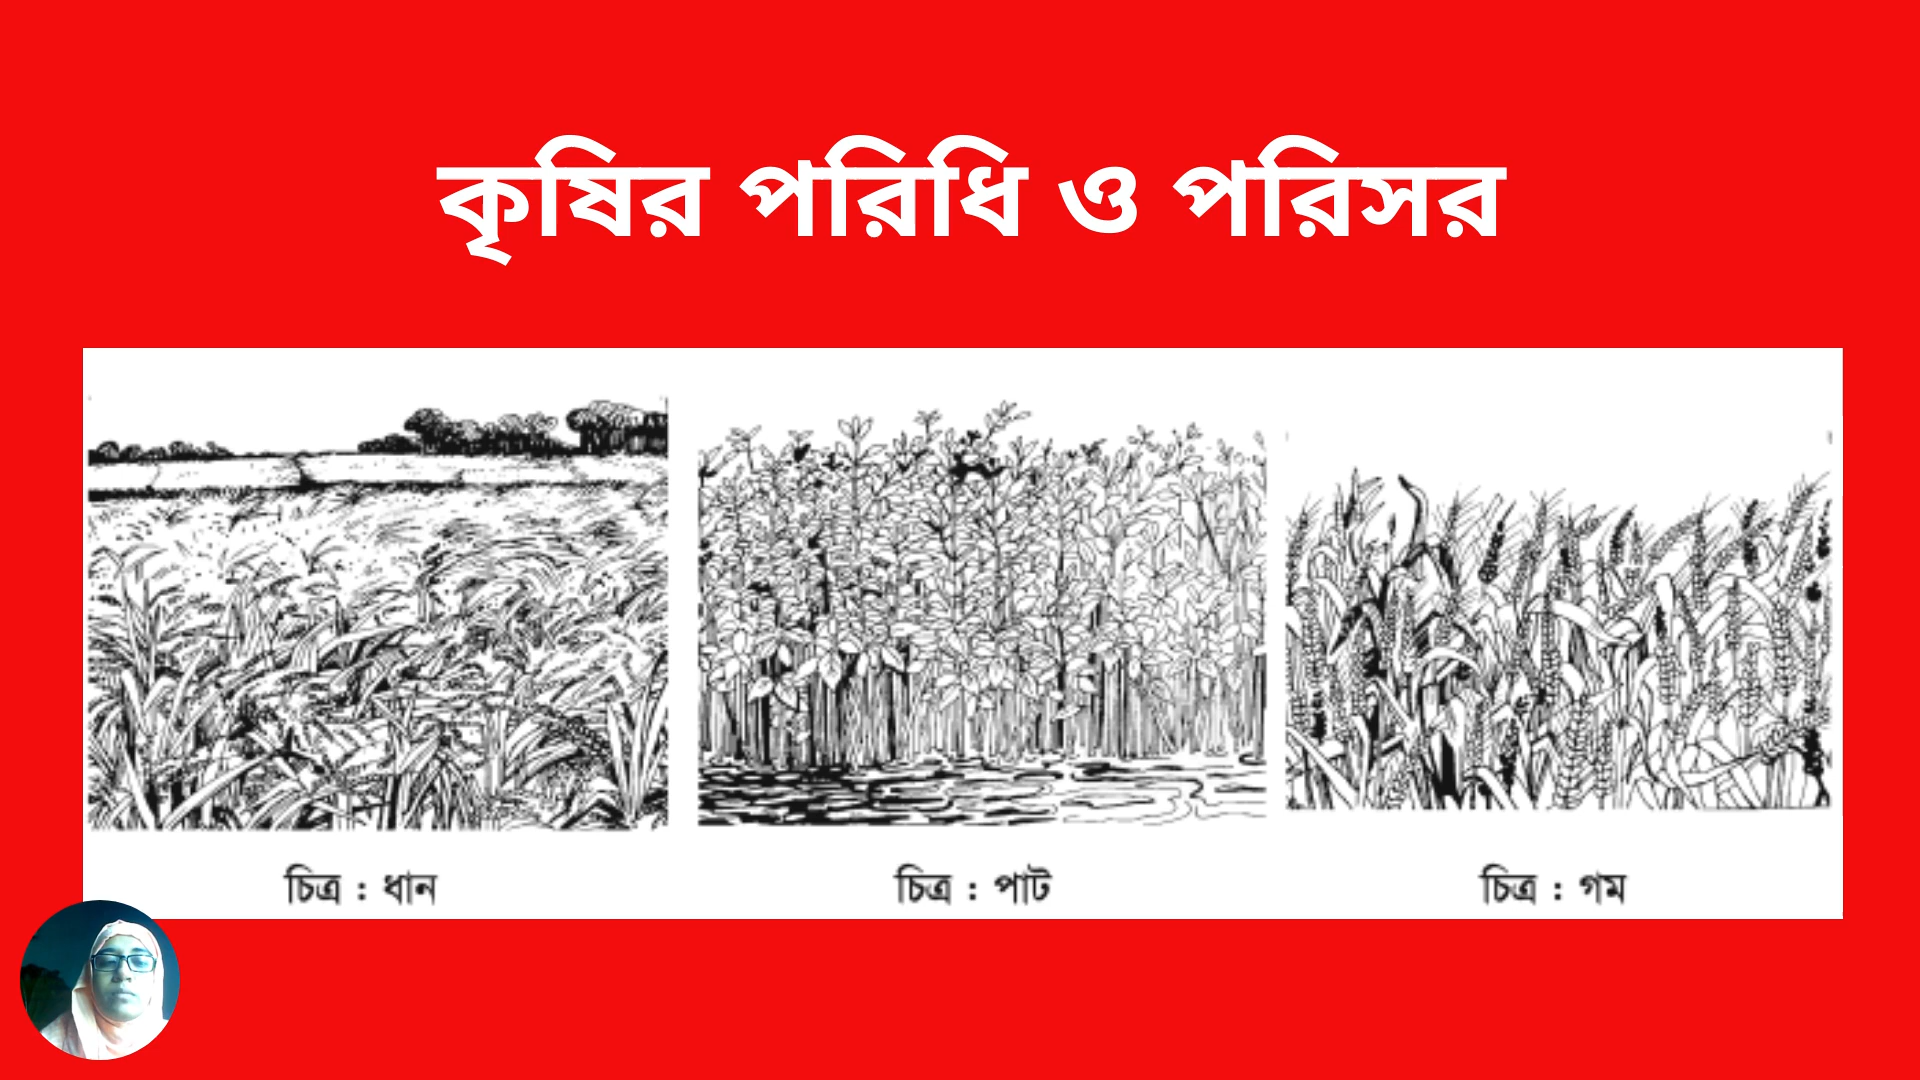 কৃষির পরিধি ও পরিসর
চিত্র : ধান
চিত্র : পাট
চিত্র : গম